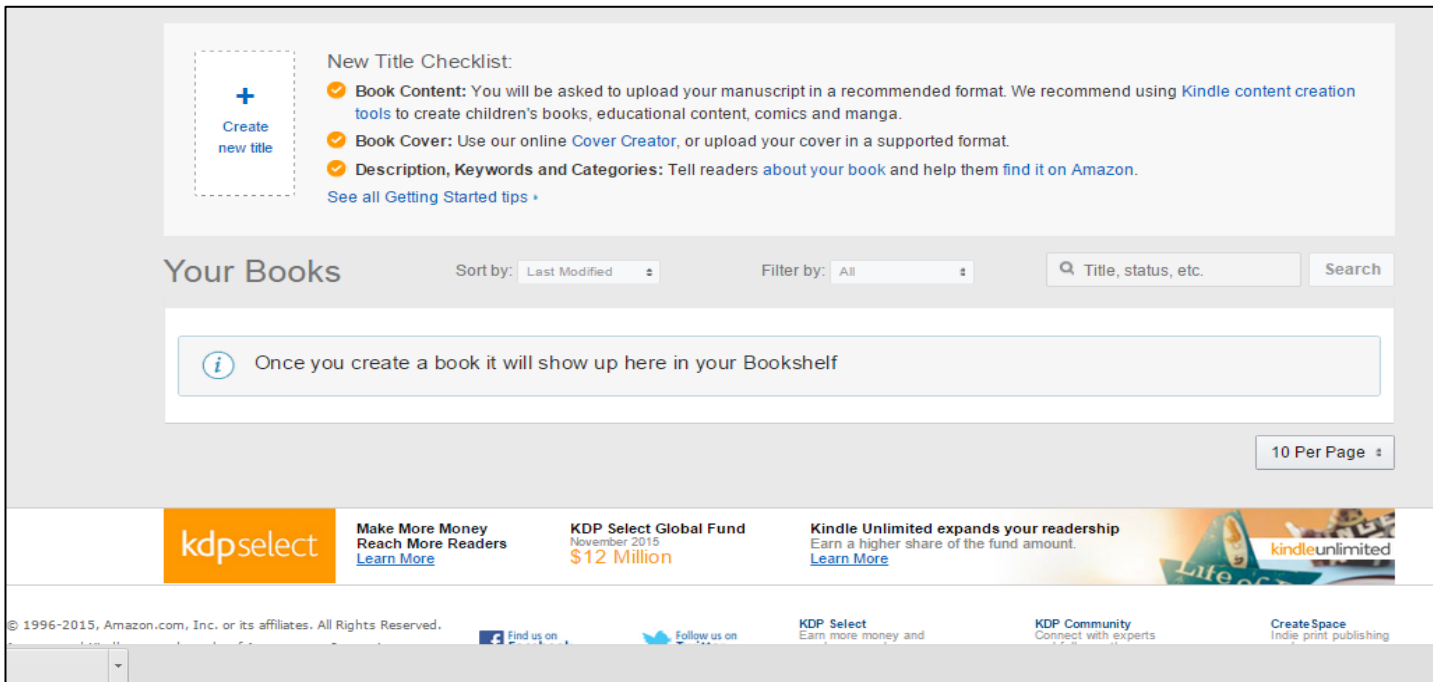 New Title Checklist:
+
Create
new title
Book Content: You will be asked to upload your manuscript in a recommended format. We recommend using Kindle content creation
tools to create children's books, educational content, comics and manga.
Book Cover: Use our online Cover Creator, or upload your cover in a supported format.
Description, Keywords and Categories: Tell readers about your book and help them find it on Amazon.
See all Getting Started tips
Your Books Sort by: Last Modified Filter by: All Title, status, etc. Search
i Once you create a book it will show up here in your Bookshelf
10 Per Page
kdpselect
Make More Money
Reach More Readers
Learn More
KDP Select Global Fund
November 2015
$12 Million
Kindle Unlimited expands your readership
Earn a higher share of the fund amount.
Learn More
Life of
kindleunlimited
© 1996-2015, Amazon.com, Inc. or its affiliates. All Rights Reserved.
f Find us on
Follow us on
KDP Select
Earn more money and
KDP Community
Connect with experts
CreateSpace
Indie print publishing